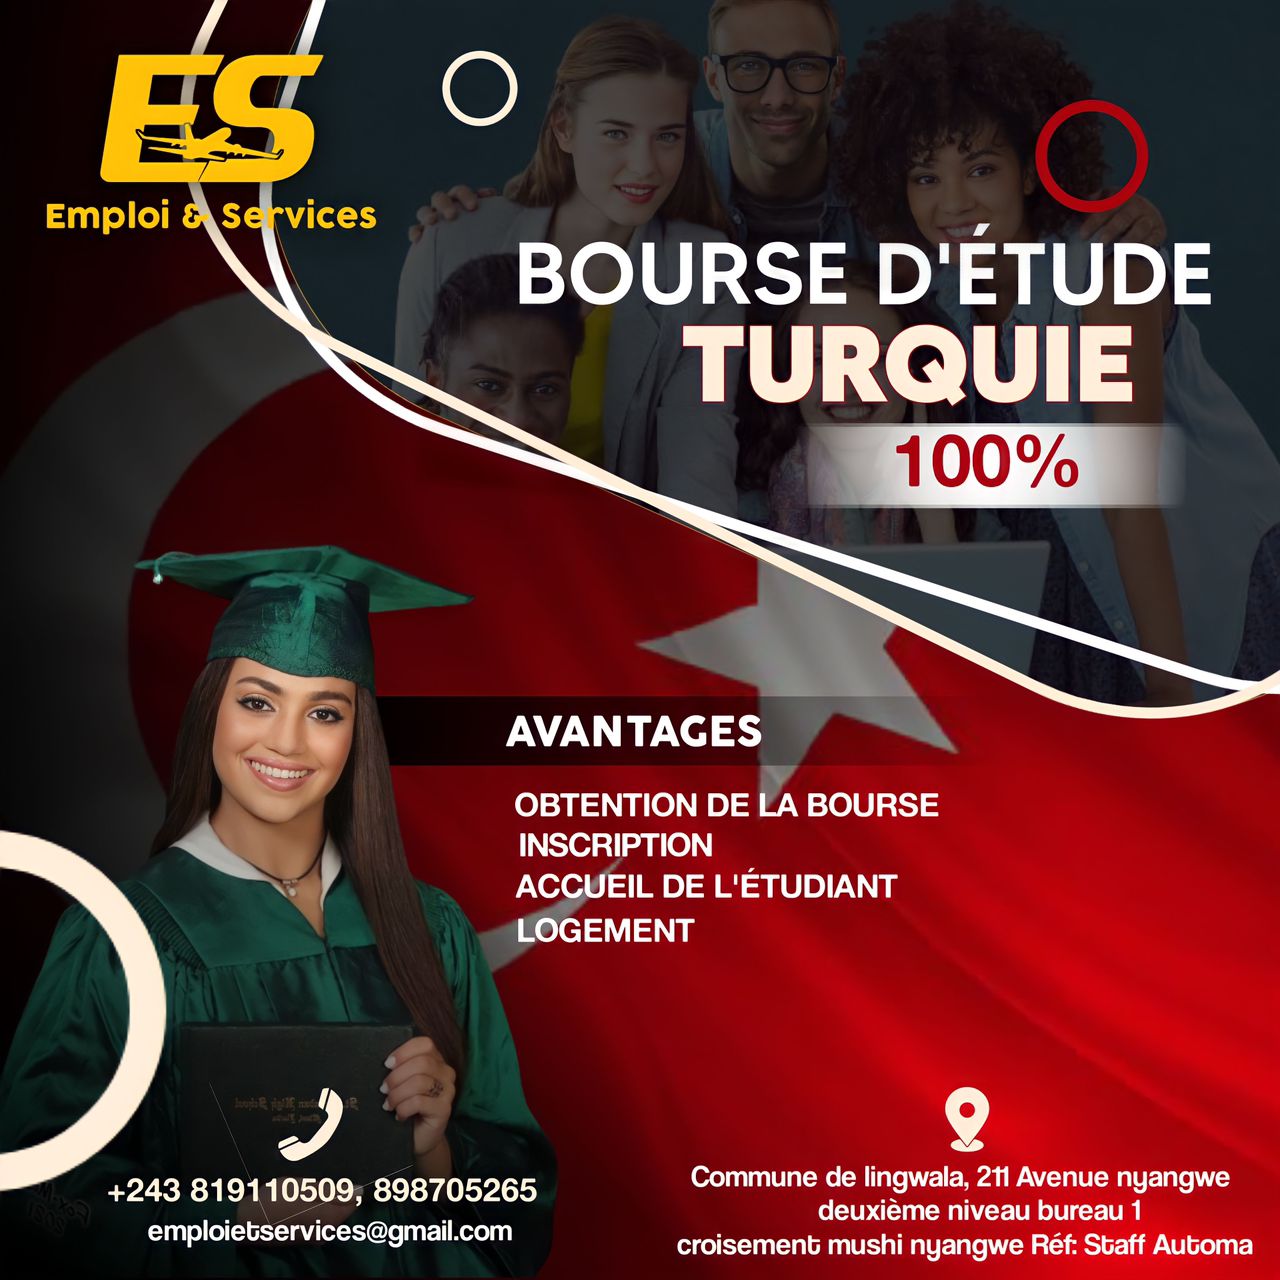 ES
Emploi & Services
BOURSE D'ÉTUDE
TURQUIE
100%
AVANTAGES
OBTENTION DE LA BOURSE
INSCRIPTION
ACCUEIL DE L'ÉTUDIANT
LOGEMENT
+243 819110509, 898705265
emploietservices@gmail.com
Commune de lingwala, 211 Avenue nyangwe
deuxième niveau bureau 1
croisement mushi nyangwe Réf: Staff Automa